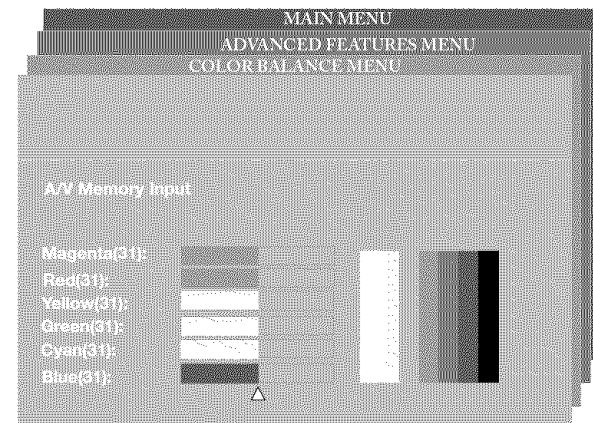 MAIN MENU
ADVANCED FEATURES MENU
COLOR BALANCE MENU
A/V Memory Input
Magenta(31):
Red(31):
Yellow(31):
Green(31):
Cyan(31):
Blue(31):